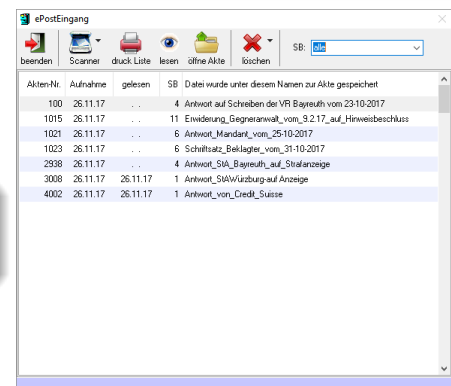 ePostEingang
beenden Scanner druck Liste lesen öffne Akte löschen SB: alle
Akten-Nr. Aufnahme gelesen SB Datei wurde unter diesem Namen zur Akte gespeichert
100 26.11.17 . . 4 Antwort auf Schreiben der VR Bayreuth vom 23-10-2017
1015 26.11.17 . . 11 Erwiderung_Gegneranwalt_vom_9.2.17_auf_Hinweisbeschluss
1021 26.11.17 . . 6 Antwort_Mandant_vom_25-10-2017
1023 26.11.17 . . 6 Schriftsatz_Beklagter_vom_31-10-2017
2938 26.11.17 . . 4 Antwort_StA_Bayreuth_auf_Strafanzeige
3008 26.11.17 26.11.17 1 Antwort_StAWürzburg-auf Anzeige
4002 26.11.17 26.11.17 1 Antwort_von_Credit_Suisse